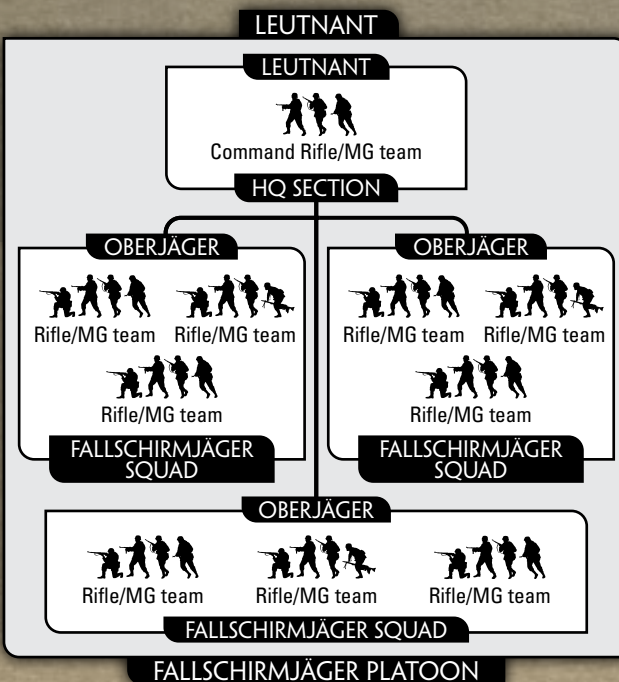 LEUTNANT
LEUTNANT
Command Rifle/MG team
HQ SECTION
OBERJÄGER
Rifle/MG team Rifle/MG team
Rifle/MG team
FALLSCHIRMJÄGER
SQUAD
OBERJÄGER
Rifle/MG team Rifle/MG team
Rifle/MG team
FALLSCHIRMJÄGER
SQUAD
OBERJÄGER
Rifle/MG team Rifle/MG team Rifle/MG team
FALLSCHIRMJÄGER SQUAD
FALLSCHIRMJÄGER PLATOON